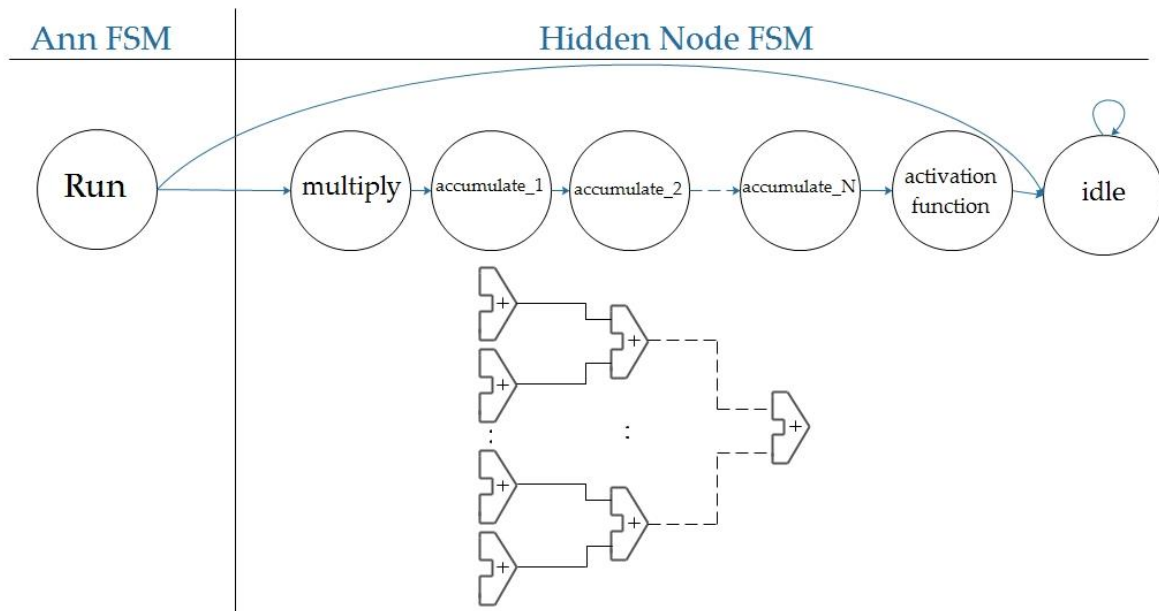 Ann FSM
Hidden Node FSM
Run
multiply
accumulate_1
accumulate_2
accumulate_N
activation
function
idle
+
+
+
+
+
+
+